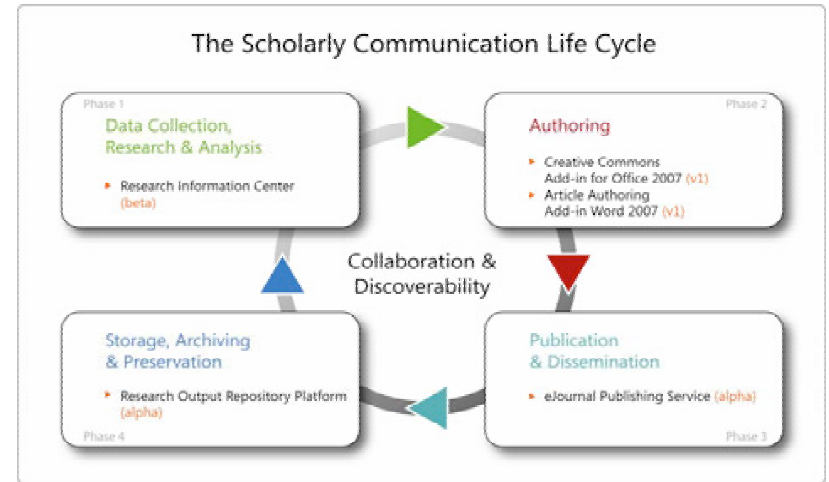 The Scholarly Communication Life Cycle
Phase 1
Data Collection,
Research & Analysis
Research Information Center
(beta)
Phase 2
Authoring
Creative Commons
Add-in for Office 2007 (v1)
Article Authoring
Add-in Word 2007 (v1)
Collaboration &
Discoverability
Publication
& Dissemination
eJournal Publishing Service (alpha)
Phase 3
Storage, Archiving
& Preservation
Research Output Repository Platform
(alpha)
Phase 4